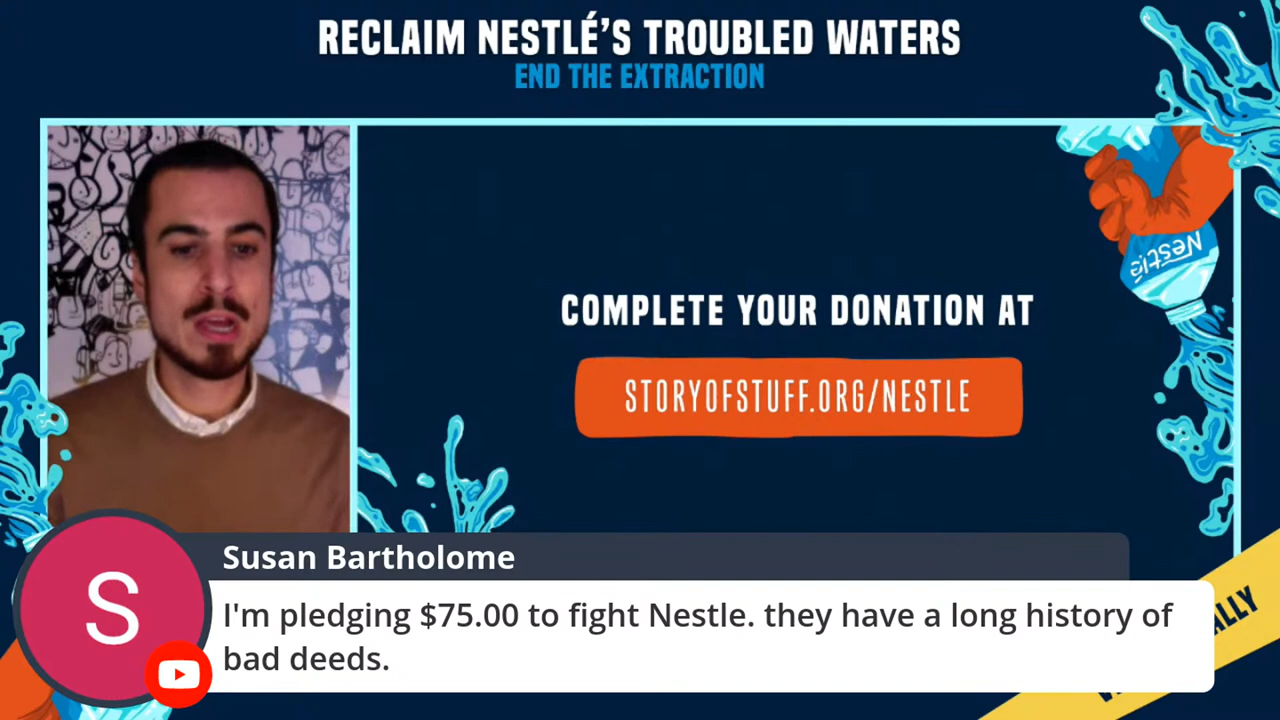 RECLAIM NESTLÉ'S TROUBLED WATERS
END THE EXTRACTION
Nestlé
COMPLETE YOUR DONATION AT
STORYOFSTUFF.ORG/NESTLE
Susan Bartholome
S
I'm pledging $75.00 to fight Nestle. they have a long history of
bad deeds.